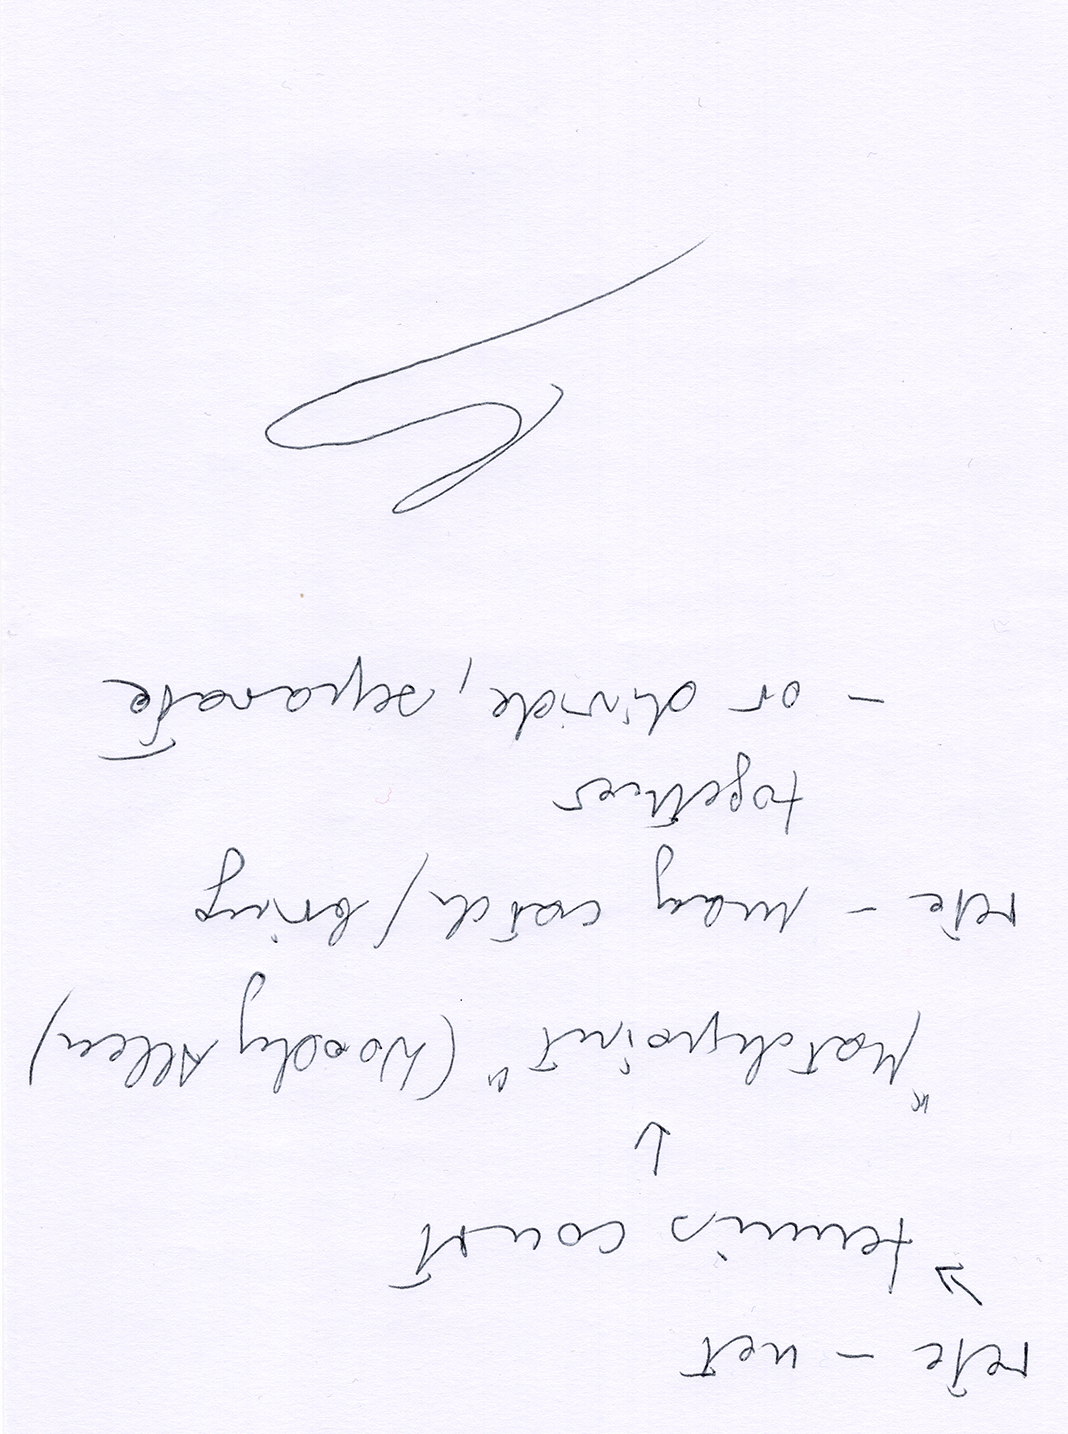 rete – net
↘ tennis court
↓
"Matchpoint" (Woody Allen)
rete – may catch / bring
together
– or divide, separate